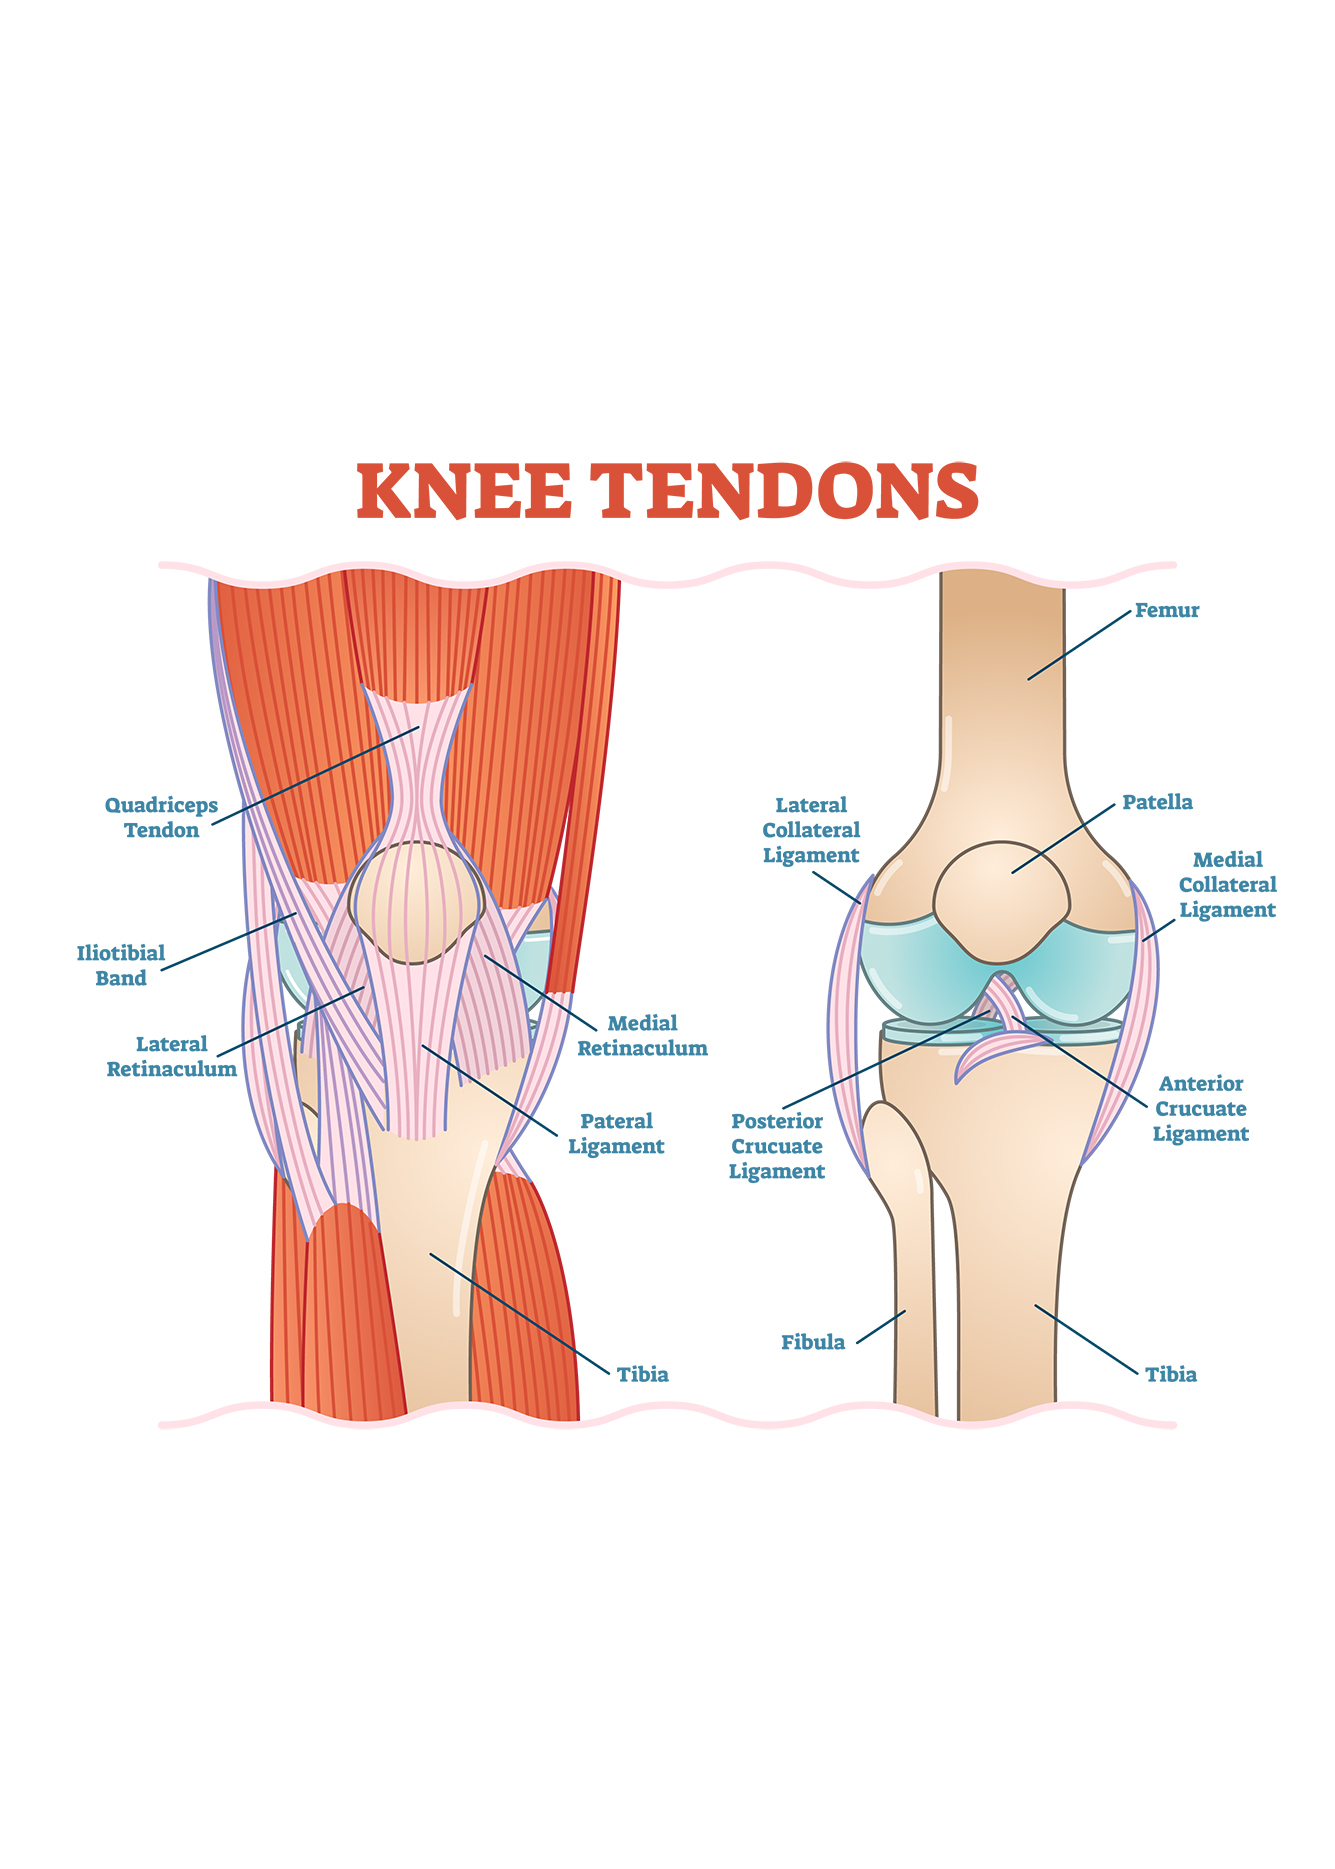 KNEE TENDONS
Quadriceps
Tendon
Iliotibial
Band
Lateral
Retinaculum
Medial
Retinaculum
Pateral
Ligament
Tibia
Femur
Patella
Lateral
Collateral
Ligament
Medial
Collateral
Ligament
Posterior
Crucuate
Ligament
Anterior
Crucuate
Ligament
Fibula
Tibia